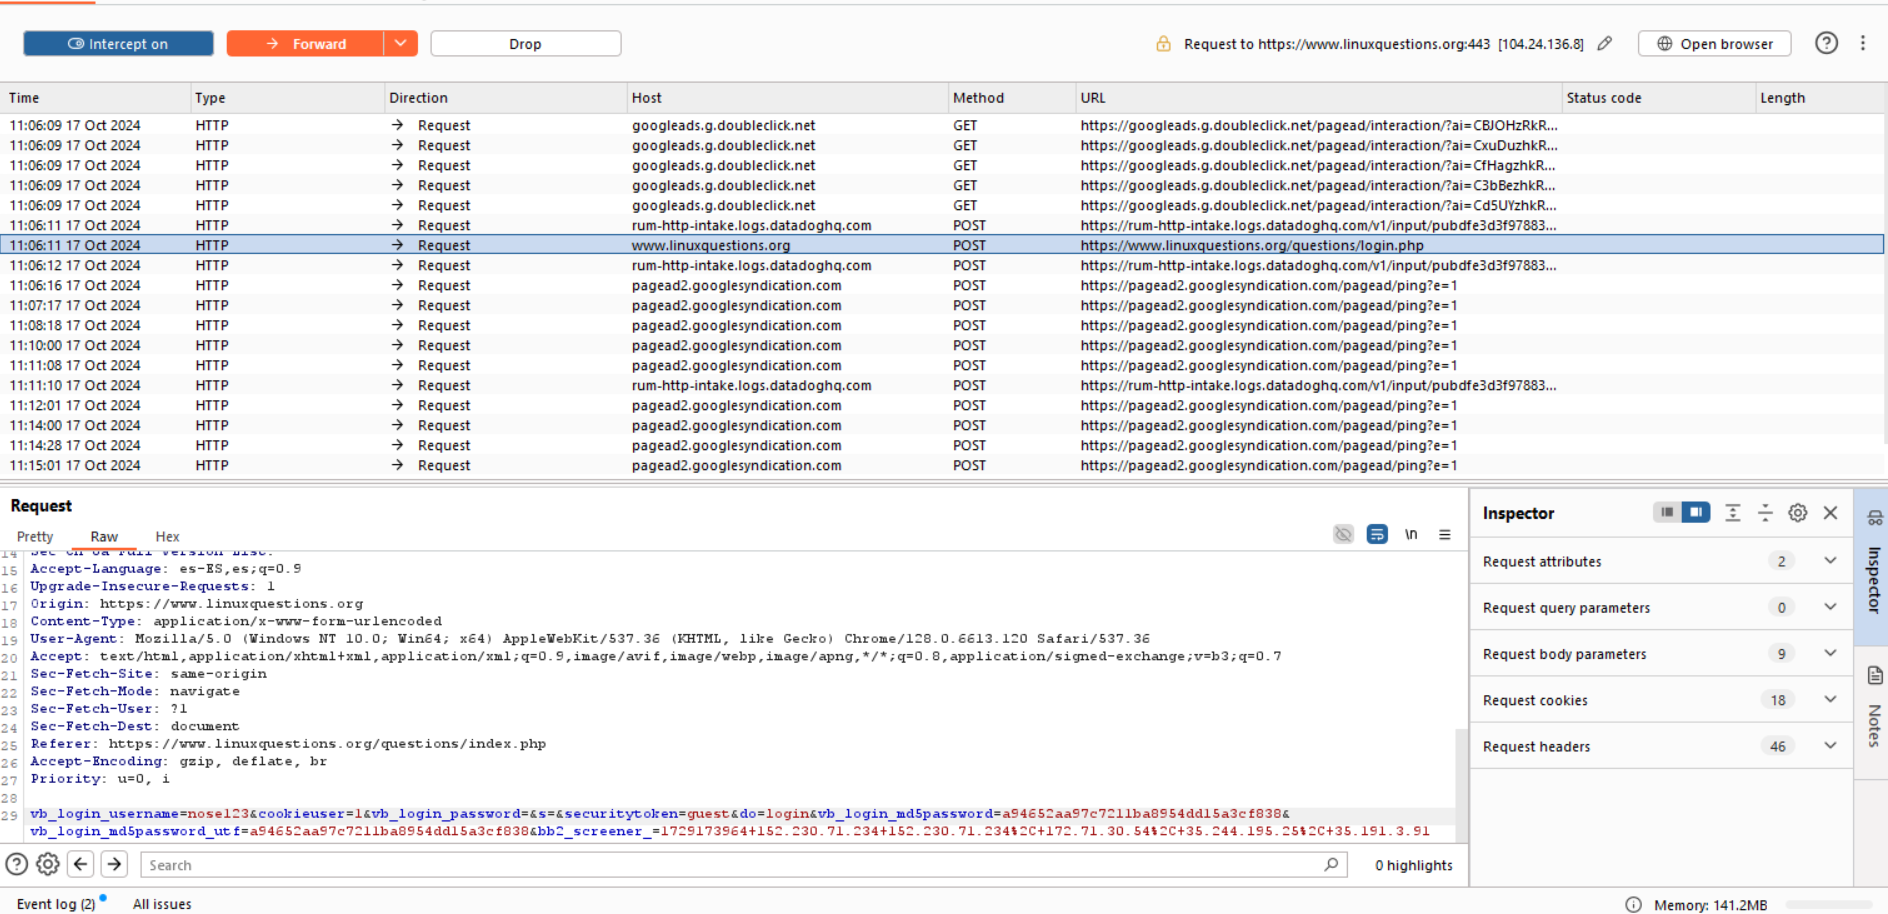 Intercept on Forward Drop Request to https://www.linuxquestions.org:443 [104.24.136.8] Open browser
Time Type Direction Host Method URL Status code Length
11:06:09 17 Oct 2024 HTTP → Request googleads.g.doubleclick.net GET https://googleads.g.doubleclick.net/pagead/interaction/?ai=CBJOHzRkR...
11:06:09 17 Oct 2024 HTTP → Request googleads.g.doubleclick.net GET https://googleads.g.doubleclick.net/pagead/interaction/?ai=CxuDuzhkR...
11:06:09 17 Oct 2024 HTTP → Request googleads.g.doubleclick.net GET https://googleads.g.doubleclick.net/pagead/interaction/?ai=CfHagzhkR...
11:06:09 17 Oct 2024 HTTP → Request googleads.g.doubleclick.net GET https://googleads.g.doubleclick.net/pagead/interaction/?ai=C3bBezhkR...
11:06:09 17 Oct 2024 HTTP → Request googleads.g.doubleclick.net GET https://googleads.g.doubleclick.net/pagead/interaction/?ai=Cd5UYzhkR...
11:06:11 17 Oct 2024 HTTP → Request rum-http-intake.logs.datadoghq.com POST https://rum-http-intake.logs.datadoghq.com/v1/input/pubdfe3d3f97883...
11:06:11 17 Oct 2024 HTTP → Request www.linuxquestions.org POST https://www.linuxquestions.org/questions/login.php
11:06:12 17 Oct 2024 HTTP → Request rum-http-intake.logs.datadoghq.com POST https://rum-http-intake.logs.datadoghq.com/v1/input/pubdfe3d3f97883...
11:06:16 17 Oct 2024 HTTP → Request pagead2.googlesyndication.com POST https://pagead2.googlesyndication.com/pagead/ping?e=1
11:07:17 17 Oct 2024 HTTP → Request pagead2.googlesyndication.com POST https://pagead2.googlesyndication.com/pagead/ping?e=1
11:08:18 17 Oct 2024 HTTP → Request pagead2.googlesyndication.com POST https://pagead2.googlesyndication.com/pagead/ping?e=1
11:10:00 17 Oct 2024 HTTP → Request pagead2.googlesyndication.com POST https://pagead2.googlesyndication.com/pagead/ping?e=1
11:11:08 17 Oct 2024 HTTP → Request pagead2.googlesyndication.com POST https://pagead2.googlesyndication.com/pagead/ping?e=1
11:11:10 17 Oct 2024 HTTP → Request rum-http-intake.logs.datadoghq.com POST https://rum-http-intake.logs.datadoghq.com/v1/input/pubdfe3d3f97883...
11:12:01 17 Oct 2024 HTTP → Request pagead2.googlesyndication.com POST https://pagead2.googlesyndication.com/pagead/ping?e=1
11:14:00 17 Oct 2024 HTTP → Request pagead2.googlesyndication.com POST https://pagead2.googlesyndication.com/pagead/ping?e=1
11:14:28 17 Oct 2024 HTTP → Request pagead2.googlesyndication.com POST https://pagead2.googlesyndication.com/pagead/ping?e=1
11:15:01 17 Oct 2024 HTTP → Request pagead2.googlesyndication.com POST https://pagead2.googlesyndication.com/pagead/ping?e=1
Request
Pretty Raw Hex \n
14 Sec-Ch-Ua-Full-Version-List:
15 Accept-Language: es-ES,es;q=0.9
16 Upgrade-Insecure-Requests: 1
17 Origin: https://www.linuxquestions.org
18 Content-Type: application/x-www-form-urlencoded
19 User-Agent: Mozilla/5.0 (Windows NT 10.0; Win64; x64) AppleWebKit/537.36 (KHTML, like Gecko) Chrome/128.0.6613.120 Safari/537.36
20 Accept: text/html,application/xhtml+xml,application/xml;q=0.9,image/avif,image/webp,image/apng,*/*;q=0.8,application/signed-exchange;v=b3;q=0.7
21 Sec-Fetch-Site: same-origin
22 Sec-Fetch-Mode: navigate
23 Sec-Fetch-User: ?1
24 Sec-Fetch-Dest: document
25 Referer: https://www.linuxquestions.org/questions/index.php
26 Accept-Encoding: gzip, deflate, br
27 Priority: u=0, i
28
29 vb_login_username=nose123&cookieuser=1&vb_login_password=&s=&securitytoken=guest&do=login&vb_login_md5password=a94652aa97c7211ba8954dd15a3cf838&
vb_login_md5password_utf=a94652aa97c7211ba8954dd15a3cf838&bb2_screener_=1729173964+152.230.71.234+152.230.71.234%2C+172.71.30.54%2C+35.244.195.25%2C+35.191.3.91
Search 0 highlights
Inspector
Request attributes 2
Request query parameters 0
Request body parameters 9
Request cookies 18
Request headers 46
Inspector
Notes
Event log (2) All issues Memory: 141.2MB